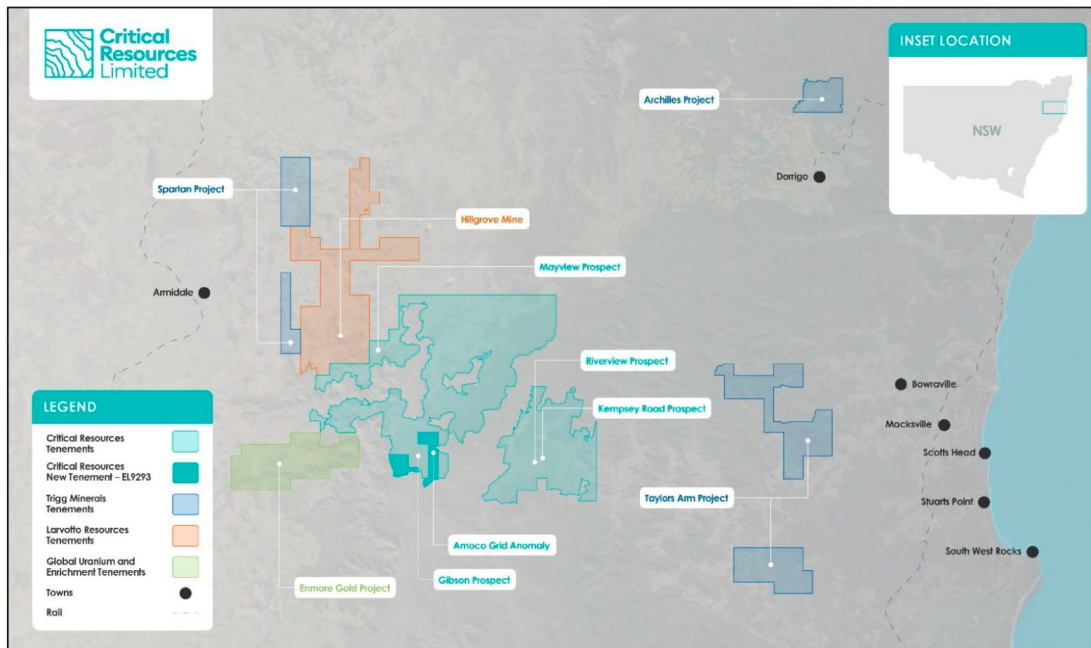 Critical
Resources
Limited
INSET LOCATION
NSW
Archilles Project
Dorrigo
Spartan Project
Hillgrove Mine
Mayview Prospect
Armidale
Riverview Prospect
Bowraville
Kempsey Road Prospect
Macksville
Scotts Head
Taylors Arm Project
Stuarts Point
Amoco Grid Anomaly
South West Rocks
Gibson Prospect
Enmore Gold Project
LEGEND
Critical Resources
Tenements
Critical Resources
New Tenement – EL9293
Trigg Minerals
Tenements
Larvotto Resources
Tenements
Global Uranium and
Enrichment Tenements
Towns
Rail